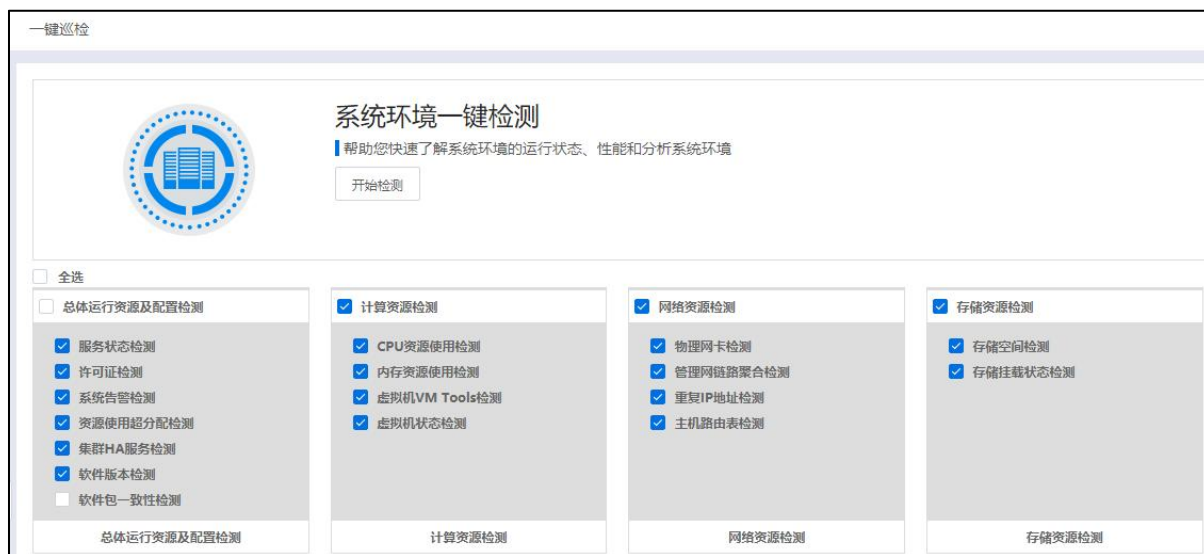 一键巡检
系统环境一键检测
帮助您快速了解系统环境的运行状态、性能和分析系统环境
开始检测
全选
总体运行资源及配置检测
服务状态检测
许可证检测
系统告警检测
资源使用超分配检测
集群HA服务检测
软件版本检测
软件包一致性检测
总体运行资源及配置检测
计算资源检测
CPU资源使用检测
内存资源使用检测
虚拟机VM Tools检测
虚拟机状态检测
计算资源检测
网络资源检测
物理网卡检测
管理网链路聚合检测
重复IP地址检测
主机路由表检测
网络资源检测
存储资源检测
存储空间检测
存储挂载状态检测
存储资源检测